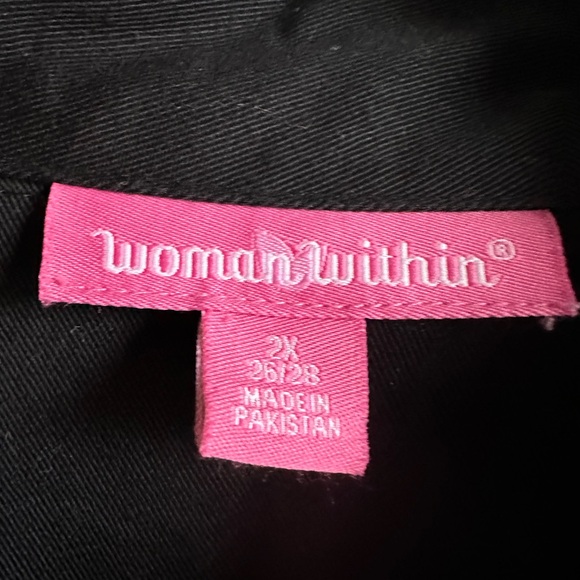 woman within®
2X
26/28
MADE IN
PAKISTAN